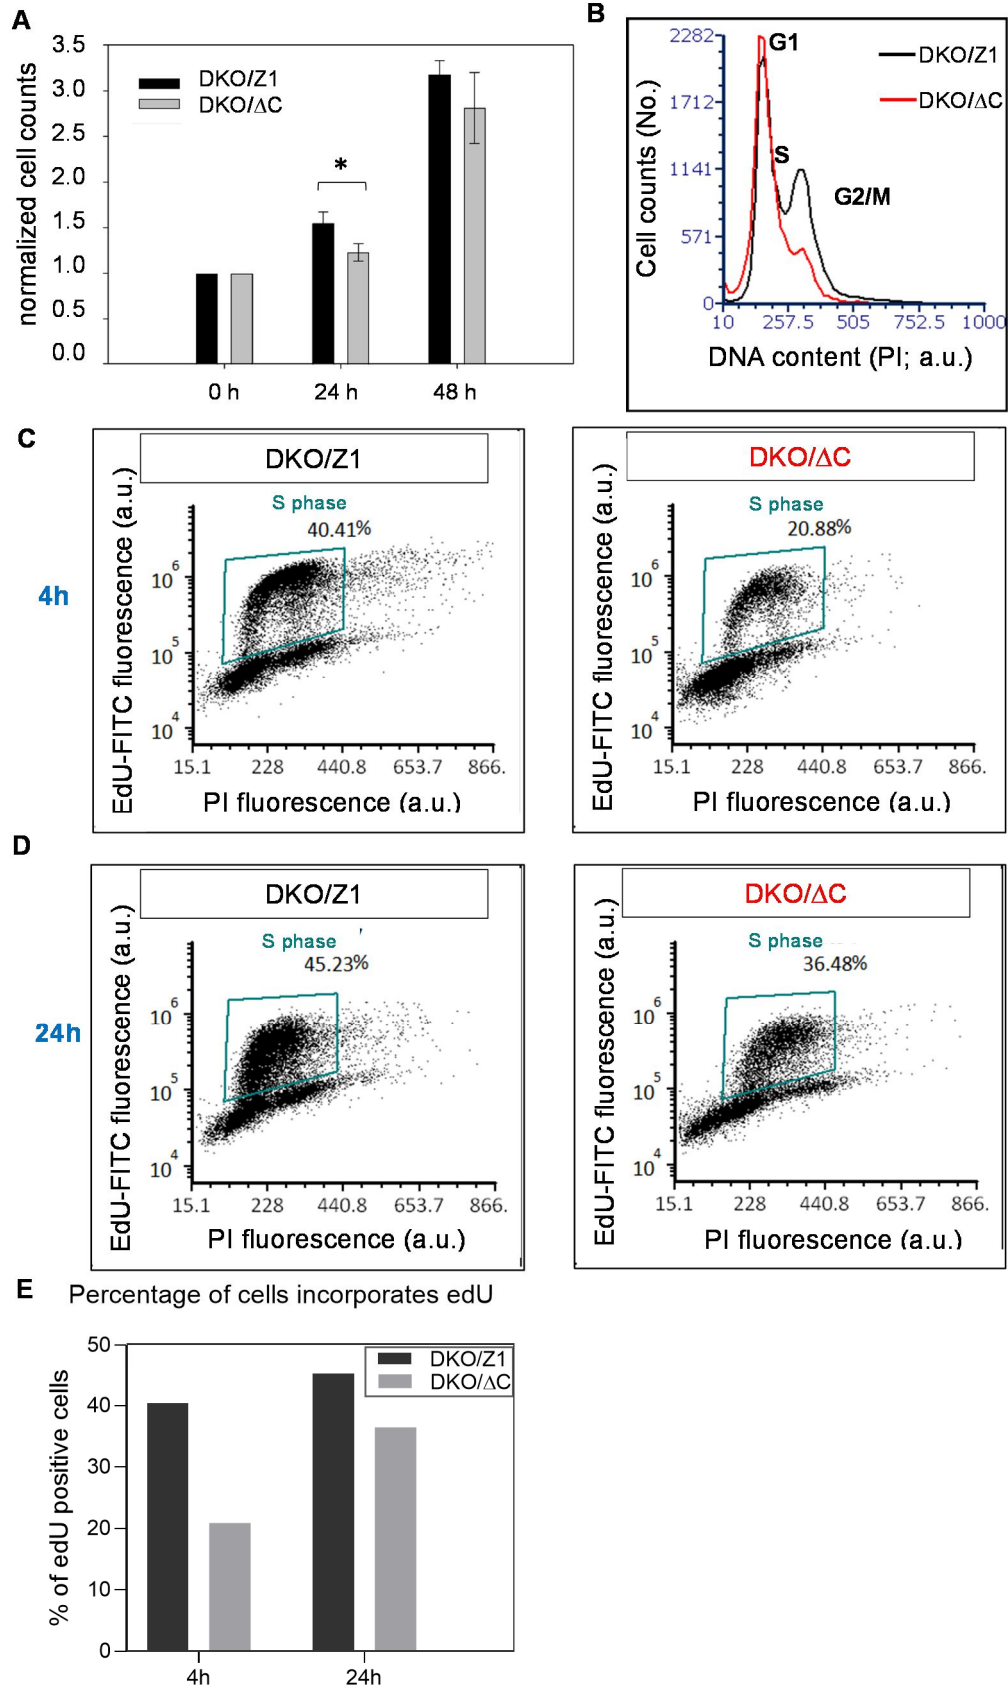 A
normalized cell counts
3.5
3.0
2.5
2.0
1.5
1.0
0.5
0.0
DKO/Z1
DKO/ΔC
*
0 h
24 h
48 h
B
Cell counts (No.)
2282
1712
1141
571
0
G1
S
G2/M
DKO/Z1
DKO/ΔC
10
257.5
505
752.5
1000
DNA content (PI; a.u.)
C
4h
DKO/Z1
EdU-FITC fluorescence (a.u.)
S phase
40.41%
10^6
10^5
10^4
15.1
228
440.8
653.7
866.
PI fluorescence (a.u.)
DKO/ΔC
EdU-FITC fluorescence (a.u.)
S phase
20.88%
10^6
10^5
10^4
15.1
228
440.8
653.7
866.
PI fluorescence (a.u.)
D
24h
DKO/Z1
EdU-FITC fluorescence (a.u.)
S phase
45.23%
10^6
10^5
10^4
15.1
228
440.8
653.7
866.
PI fluorescence (a.u.)
DKO/ΔC
EdU-FITC fluorescence (a.u.)
S phase
36.48%
10^6
10^5
10^4
15.1
228
440.8
653.7
866.
PI fluorescence (a.u.)
E
Percentage of cells incorporates edU
% of edU positive cells
50
40
30
20
10
0
DKO/Z1
DKO/ΔC
4h
24h